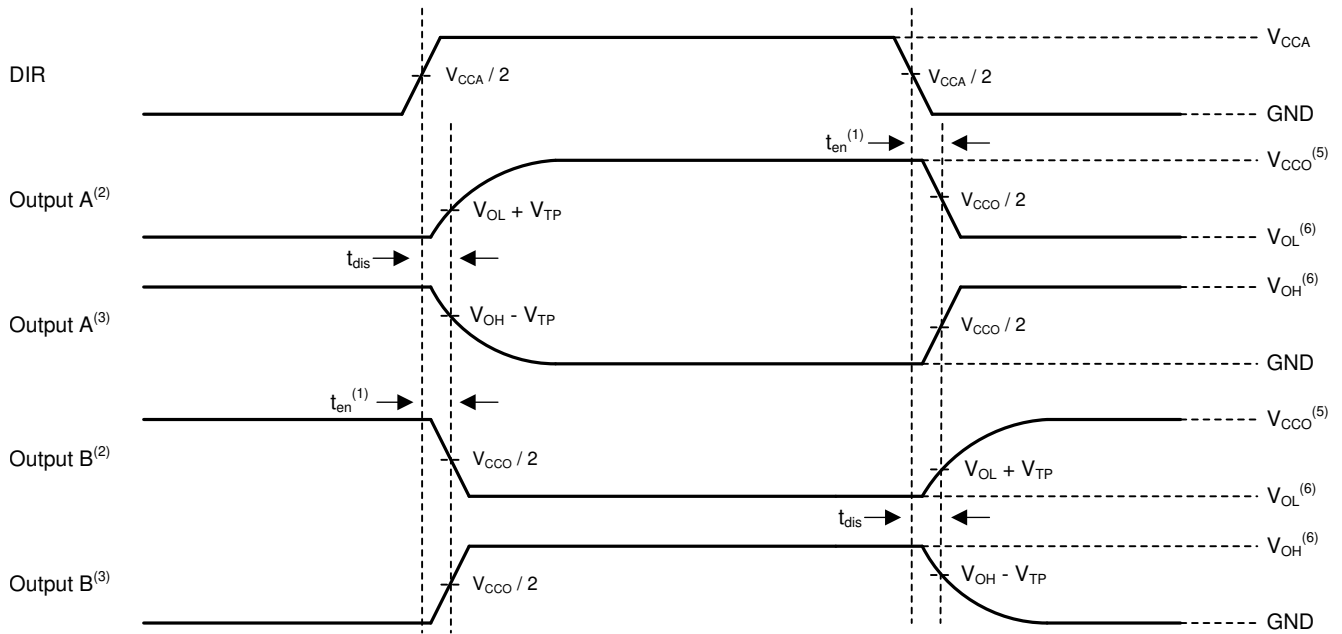 V_CCA
DIR
V_CCA / 2
V_CCA / 2
GND
t_en^(1)
V_CCO^(5)
Output A^(2)
V_OL + V_TP
V_CCO / 2
V_OL^(6)
t_dis
V_OH^(6)
Output A^(3)
V_OH - V_TP
V_CCO / 2
GND
t_en^(1)
V_CCO^(5)
Output B^(2)
V_CCO / 2
V_OL + V_TP
V_OL^(6)
t_dis
V_OH^(6)
Output B^(3)
V_CCO / 2
V_OH - V_TP
GND